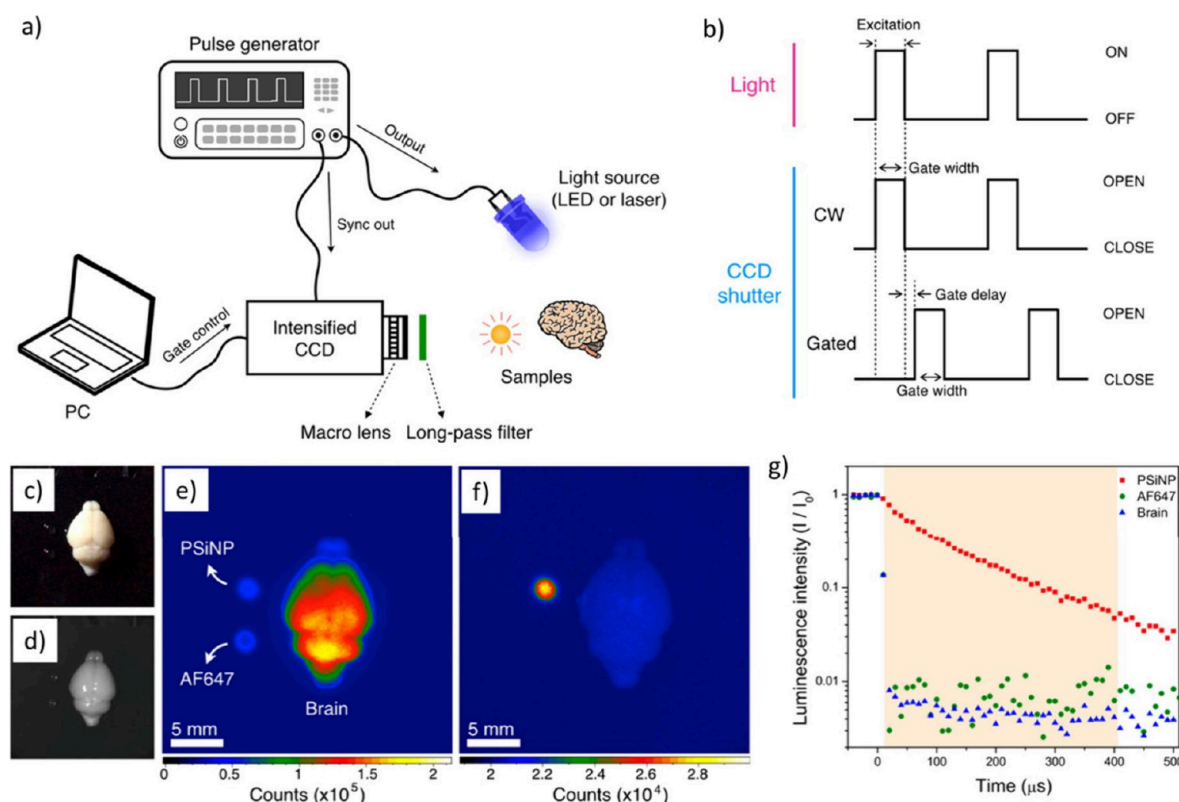 a)
Pulse generator
Output
Light source
(LED or laser)
Sync out
Gate control
Intensified
CCD
PC
Samples
Macro lens
Long-pass filter
b)
Excitation
Light
ON
OFF
Gate width
CW
OPEN
CLOSE
CCD
shutter
Gate delay
Gated
OPEN
CLOSE
Gate width
c)
d)
e)
PSiNP
AF647
Brain
5 mm
0 0.5 1 1.5 2
Counts (x10⁵)
f)
5 mm
2 2.2 2.4 2.6 2.8
Counts (x10⁴)
g)
PSiNP
AF647
Brain
Luminescence intensity (I / I₀)
1
0.1
0.01
0 100 200 300 400 500
Time (µs)